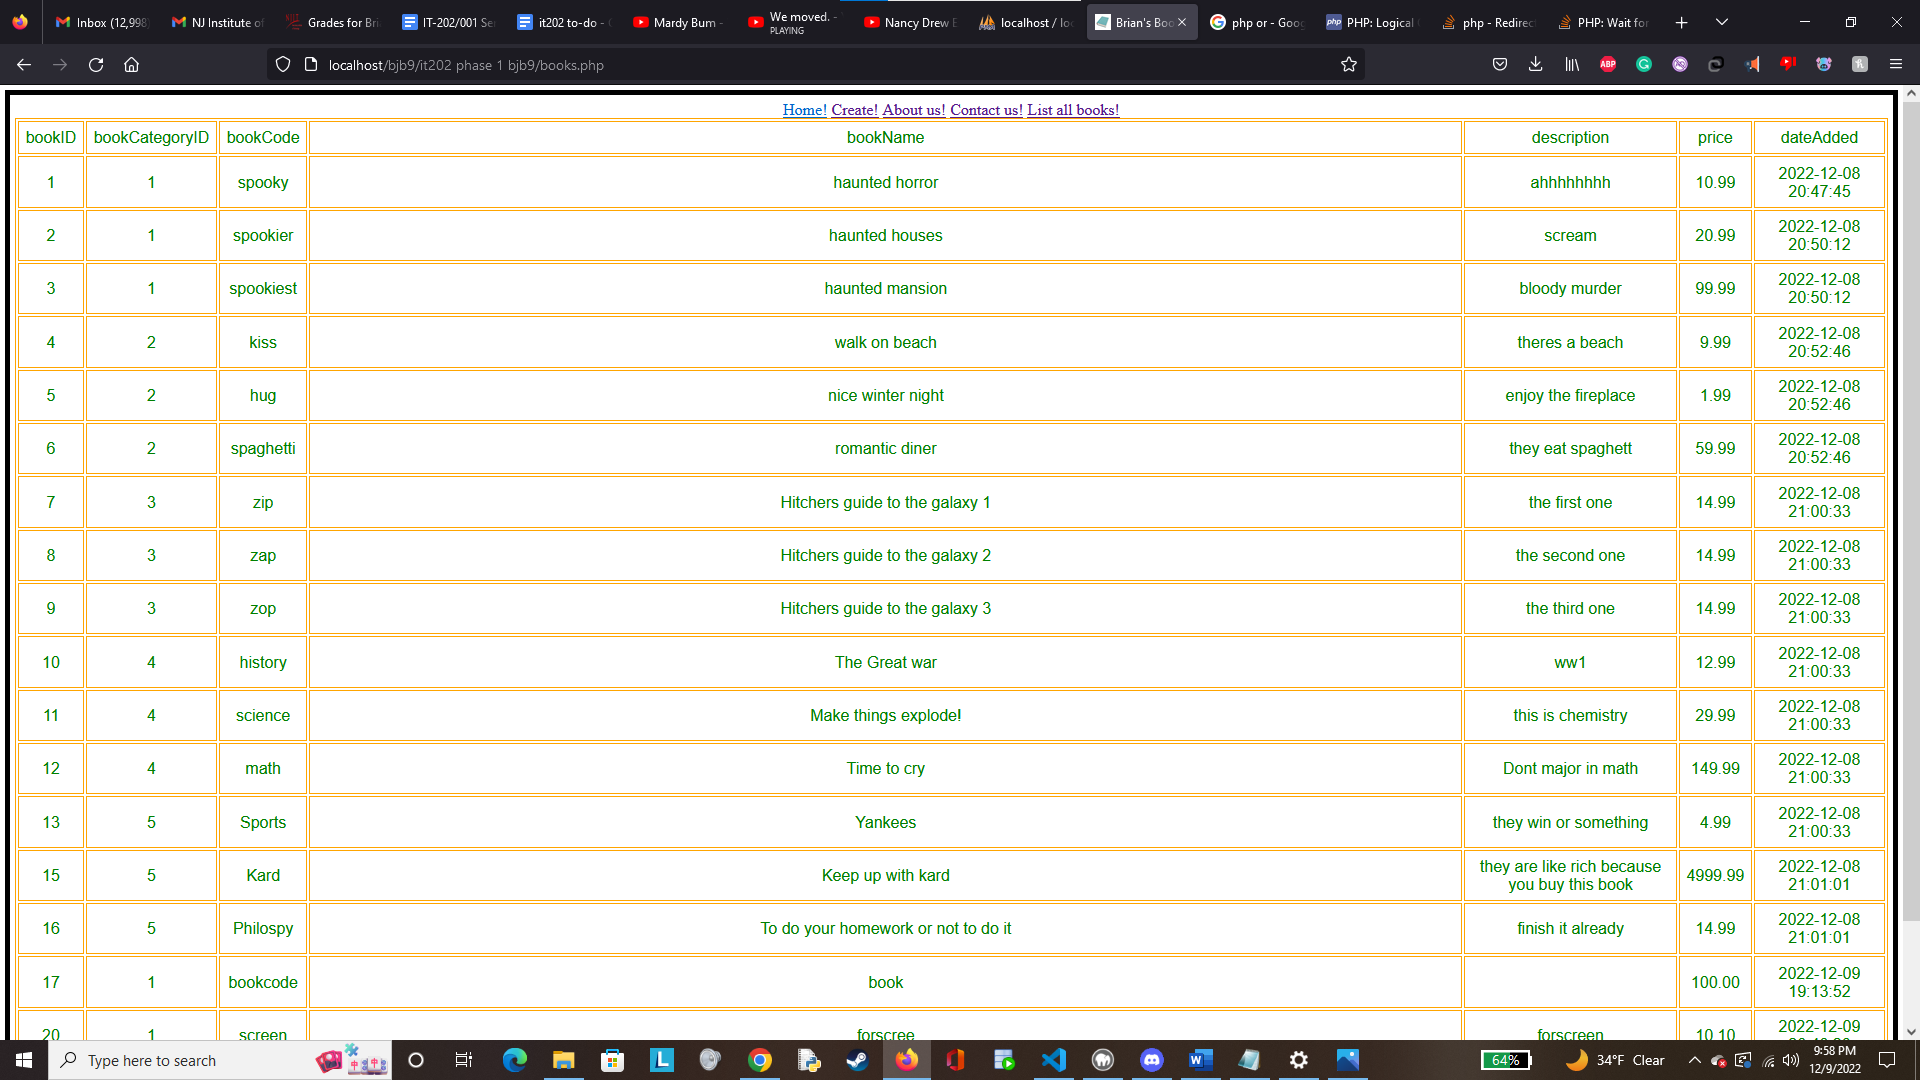 Inbox (12,998) NJ Institute of Grades for Bri IT-202/001 Se it202 to-do - Mardy Bum - We moved. - Nancy Drew localhost / lo Brian's Boo php or - Goog PHP: Logical php - Redirec PHP: Wait for
PLAYING
localhost/bjb9/it202 phase 1 bjb9/books.php
Home! Create! About us! Contact us! List all books!
bookID bookCategoryID bookCode bookName description price dateAdded
1 1 spooky haunted horror ahhhhhhhh 10.99 2022-12-08 20:47:45
2 1 spookier haunted houses scream 20.99 2022-12-08 20:50:12
3 1 spookiest haunted mansion bloody murder 99.99 2022-12-08 20:50:12
4 2 kiss walk on beach theres a beach 9.99 2022-12-08 20:52:46
5 2 hug nice winter night enjoy the fireplace 1.99 2022-12-08 20:52:46
6 2 spaghetti romantic diner they eat spaghett 59.99 2022-12-08 20:52:46
7 3 zip Hitchers guide to the galaxy 1 the first one 14.99 2022-12-08 21:00:33
8 3 zap Hitchers guide to the galaxy 2 the second one 14.99 2022-12-08 21:00:33
9 3 zop Hitchers guide to the galaxy 3 the third one 14.99 2022-12-08 21:00:33
10 4 history The Great war ww1 12.99 2022-12-08 21:00:33
11 4 science Make things explode! this is chemistry 29.99 2022-12-08 21:00:33
12 4 math Time to cry Dont major in math 149.99 2022-12-08 21:00:33
13 5 Sports Yankees they win or something 4.99 2022-12-08 21:00:33
15 5 Kard Keep up with kard they are like rich because you buy this book 4999.99 2022-12-08 21:01:01
16 5 Philospy To do your homework or not to do it finish it already 14.99 2022-12-08 21:01:01
17 1 bookcode book 100.00 2022-12-09 19:13:52
20 1 screen forscree forscreen 10.10 2022-12-09
Type here to search 64% 34°F Clear 9:58 PM
12/9/2022